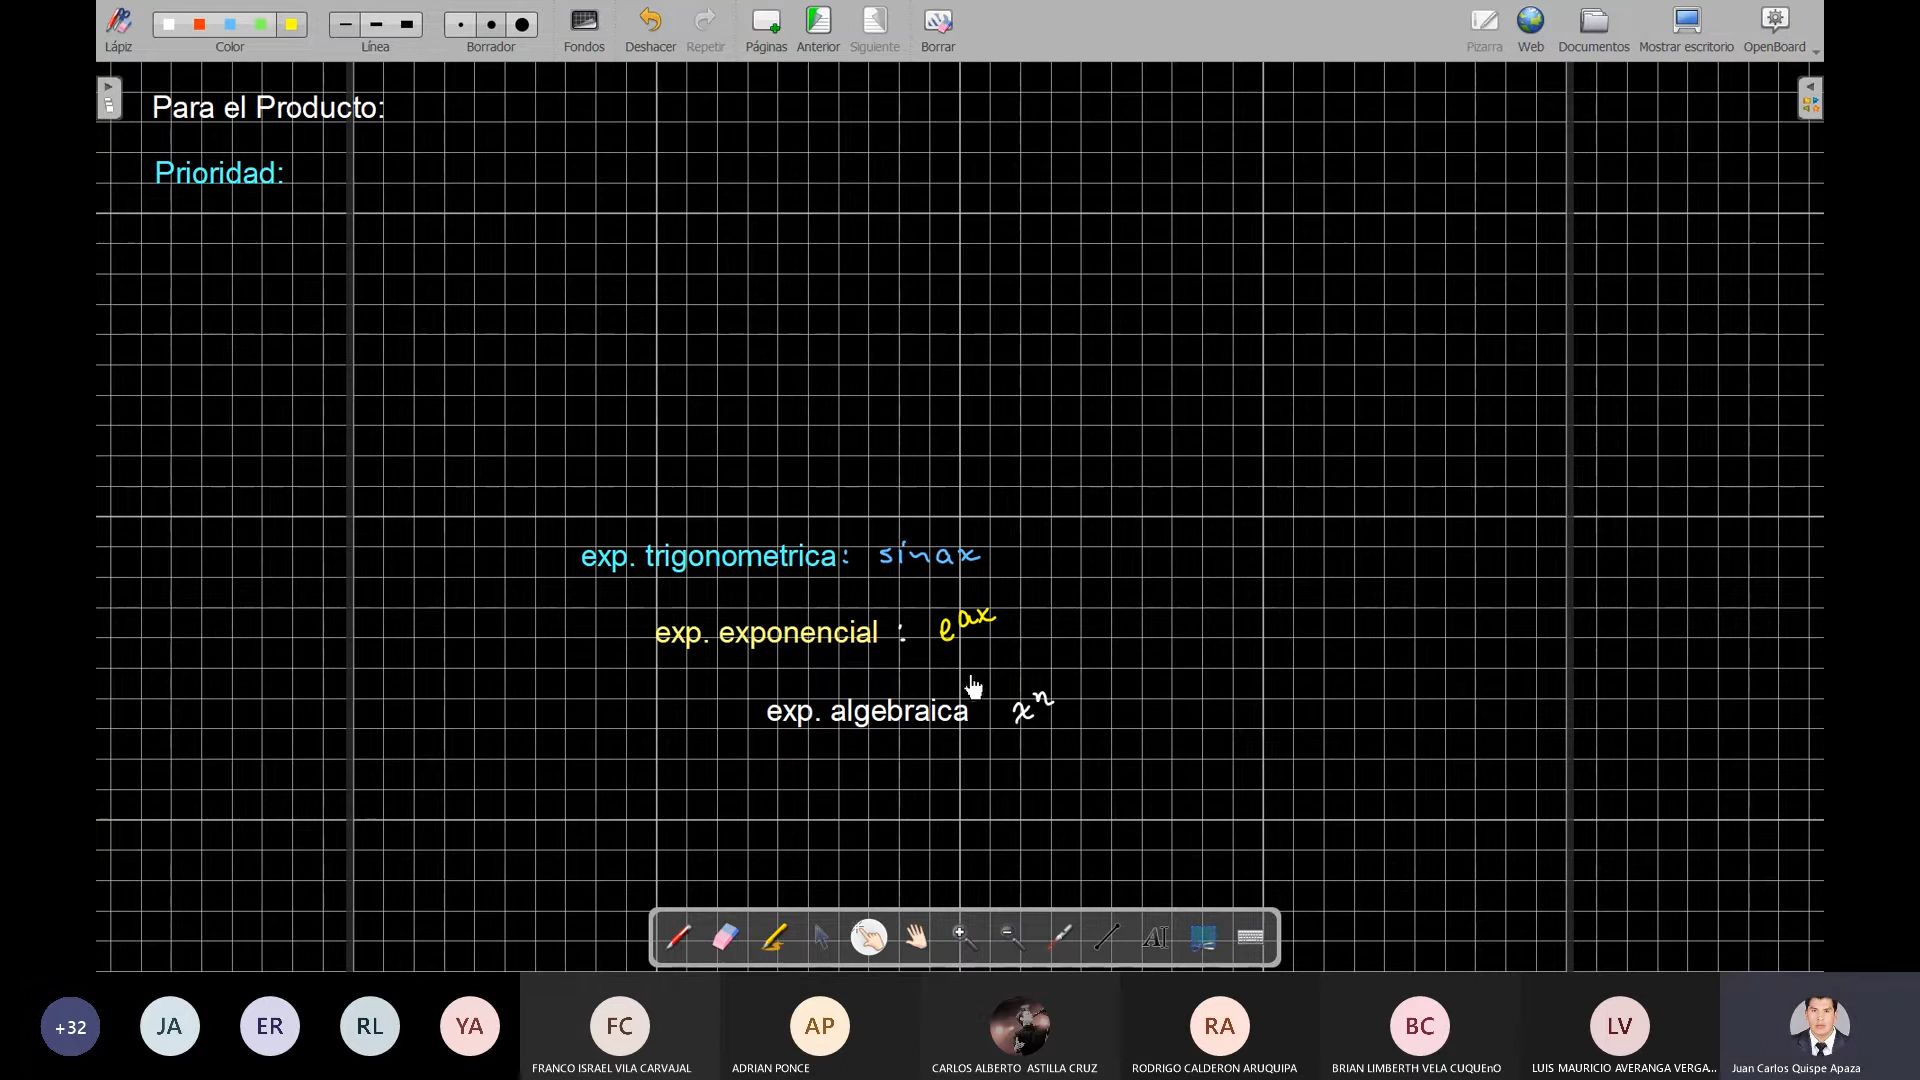 Lápiz Color Línea Borrador Fondos Deshacer Repetir Páginas Anterior Siguiente Borrar Pizarra Web Documentos Mostrar escritorio OpenBoard
Para el Producto:
Prioridad:
exp. trigonometrica: sinax
exp. exponencial : e^ax
exp. algebraica x^n
+32 JA ER RL YA FC AP RA BC LV
FRANCO ISRAEL VILA CARVAJAL ADRIAN PONCE CARLOS ALBERTO ASTILLA CRUZ RODRIGO CALDERON ARUQUIPA BRIAN LIMBERTH VELA CUQUEnO LUIS MAURICIO AVERANGA VERGA... Juan Carlos Quispe Apaza